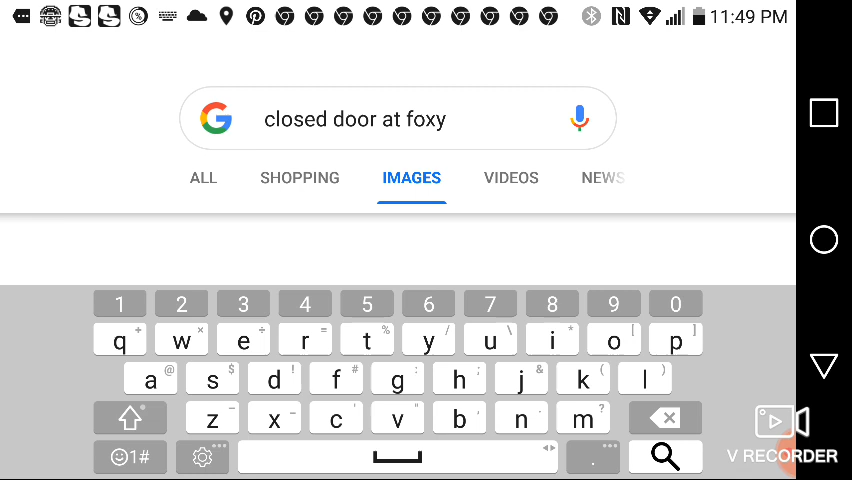 11:49 PM
closed door at foxy
ALL SHOPPING IMAGES VIDEOS NEWS
1 2 3 4 5 6 7 8 9 0
q + w × e ÷ r = t % y / u \ i * o [ p ]
a @ s $ d ! f # g : h ; j & k ( l )
z - x _ c ' v " b , n . m ?
1# .
V RECORDER